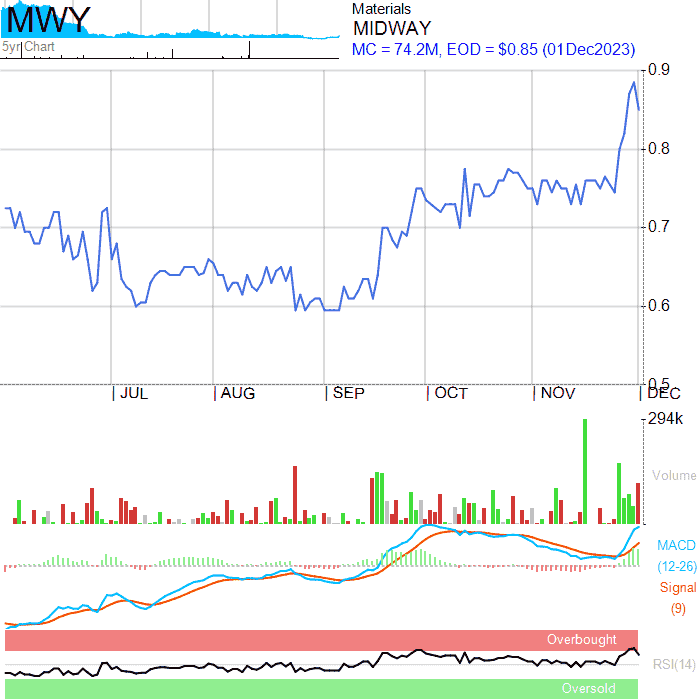 MWY
5yr Chart
Materials
MIDWAY
MC = 74.2M, EOD = $0.85 (01Dec2023)
0.9
0.8
0.7
0.6
0.5
JUL AUG SEP OCT NOV DEC
294k
Volume
MACD
(12-26)
Signal
(9)
Overbought
RSI(14)
Oversold